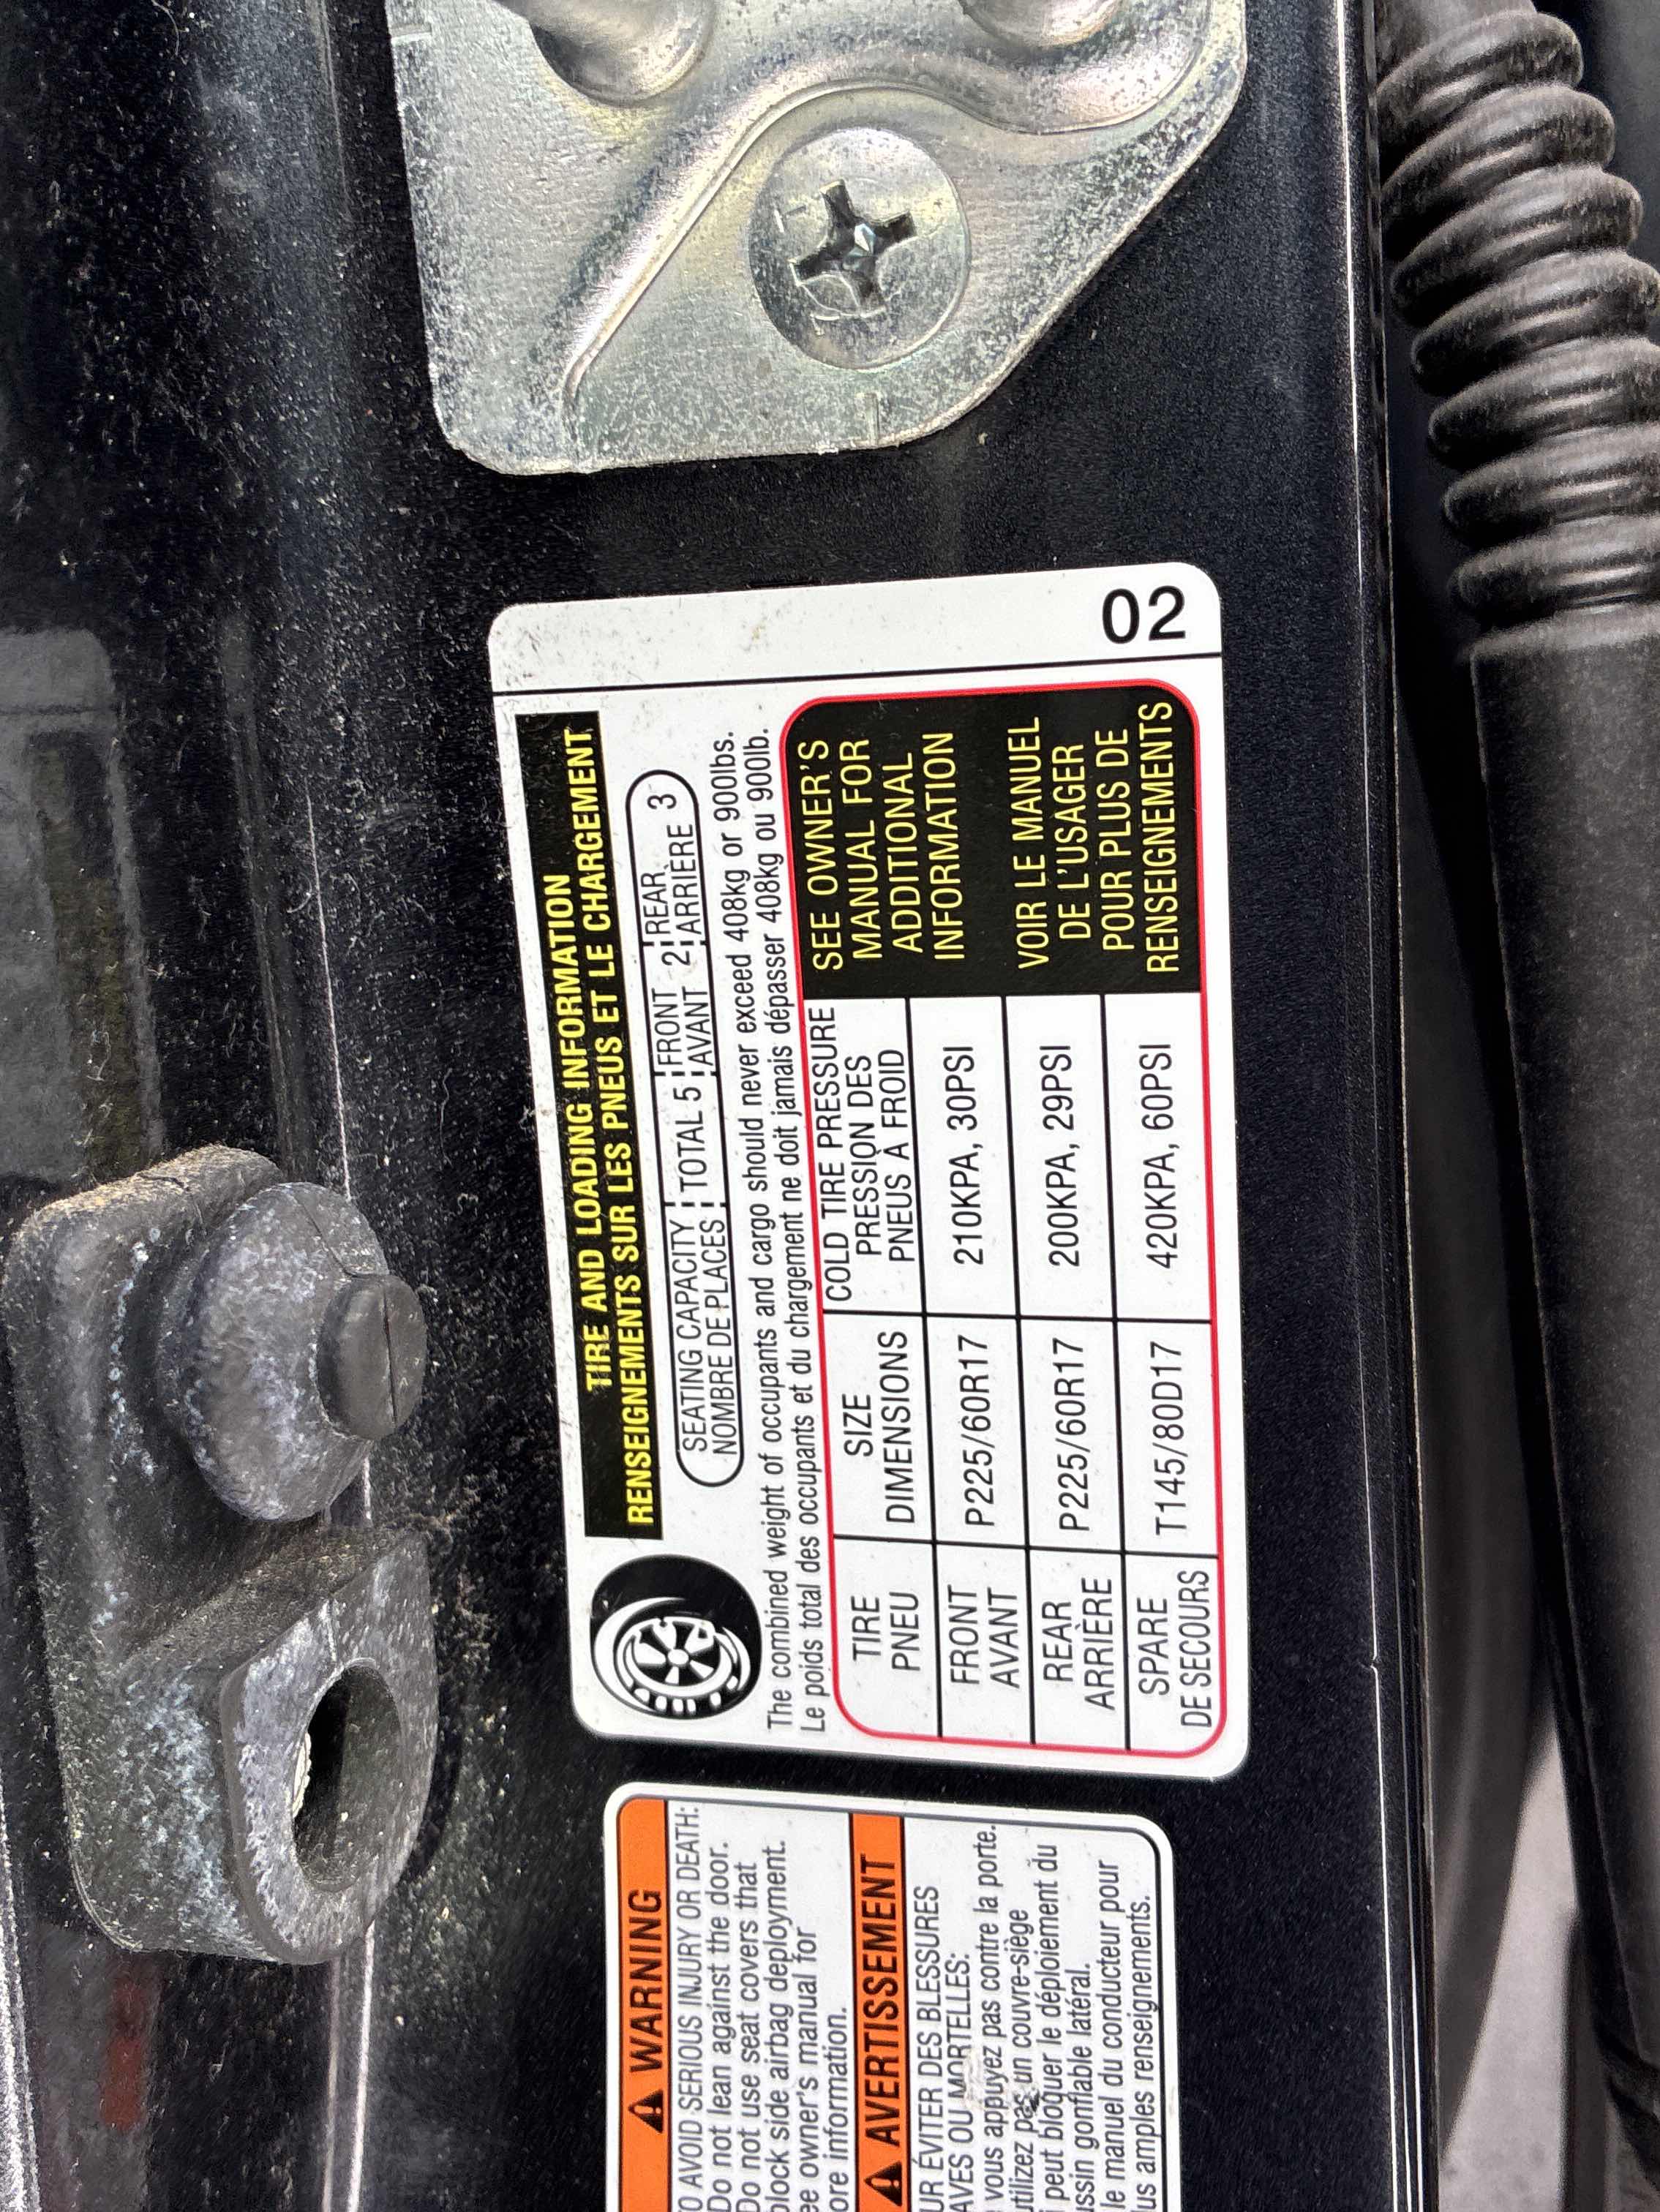 TIRE AND LOADING INFORMATION
RENSEIGNEMENTS SUR LES PNEUS ET LE CHARGEMENT
SEATING CAPACITY TOTAL 5 FRONT 2 REAR 3
NOMBRE DE PLACES AVANT ARRIÈRE
The combined weight of occupants and cargo should never exceed 408kg or 900lbs.
Le poids total des occupants et du chargement ne doit jamais dépasser 408kg ou 900lb.
TIRE
PNEU
SIZE
DIMENSIONS
COLD TIRE PRESSURE
PRESSION DES
PNEUS À FROID
FRONT
AVANT
P225/60R17
210KPA, 30PSI
REAR
ARRIÈRE
P225/60R17
200KPA, 29PSI
SPARE
DE SECOURS
T145/80D17
420KPA, 60PSI
SEE OWNER'S
MANUAL FOR
ADDITIONAL
INFORMATION
VOIR LE MANUEL
DE L'USAGER
POUR PLUS DE
RENSEIGNEMENTS
02
WARNING
AVOID SERIOUS INJURY OR DEATH:
Do not lean against the door.
Do not use seat covers that
block side airbag deployment.
owner's manual for
information.
AVERTISSEMENT
ÉVITER DES BLESSURES
OU MORTELLES:
vous appuyez pas contre la porte.
utilizez pas un couvre-siège
peut bloquer le déploiement du
gonflable latéral.
le manuel du conducteur pour
amples renseignements.